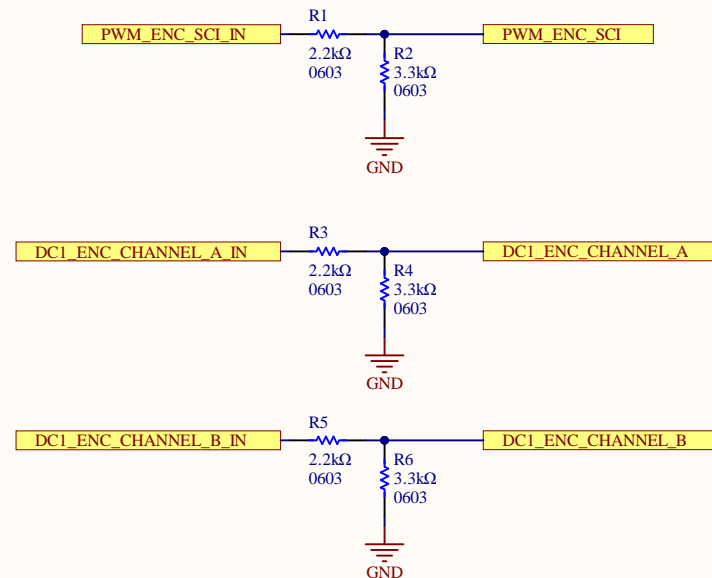 R1
PWM_ENC_SCI_IN
PWM_ENC_SCI
2.2kΩ
0603
R2
3.3kΩ
0603
GND
R3
DC1_ENC_CHANNEL_A_IN
DC1_ENC_CHANNEL_A
2.2kΩ
0603
R4
3.3kΩ
0603
GND
R5
DC1_ENC_CHANNEL_B_IN
DC1_ENC_CHANNEL_B
2.2kΩ
0603
R6
3.3kΩ
0603
GND